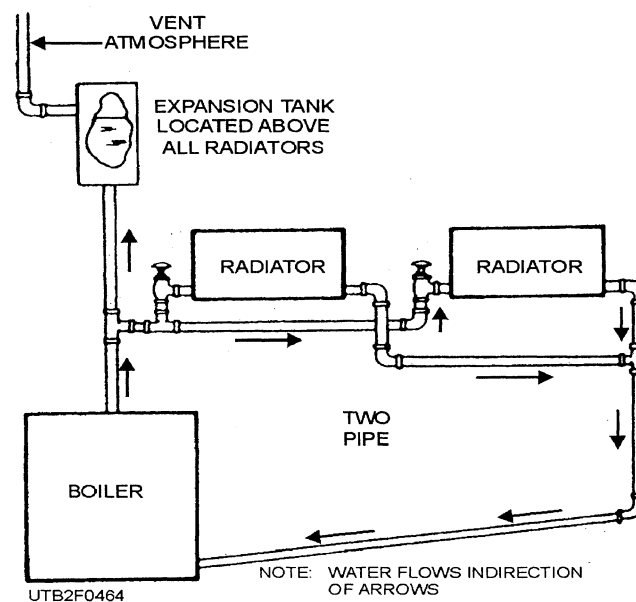 VENT
ATMOSPHERE
EXPANSION TANK
LOCATED ABOVE
ALL RADIATORS
RADIATOR
RADIATOR
TWO
PIPE
BOILER
NOTE: WATER FLOWS INDIRECTION
OF ARROWS
UTB2F0464